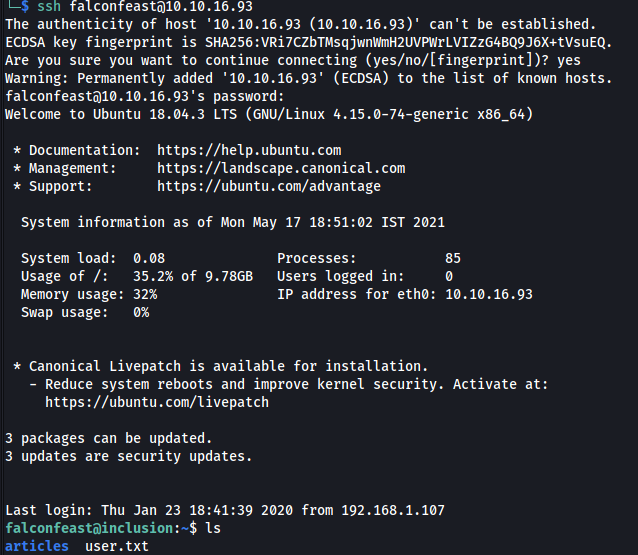 └─$ ssh falconfeast@10.10.16.93
The authenticity of host '10.10.16.93 (10.10.16.93)' can't be established.
ECDSA key fingerprint is SHA256:VRi7CZbTMsqjwnWmH2UVPWrLVIZzG4BQ9J6X+tVsuEQ.
Are you sure you want to continue connecting (yes/no/[fingerprint])? yes
Warning: Permanently added '10.10.16.93' (ECDSA) to the list of known hosts.
falconfeast@10.10.16.93's password:
Welcome to Ubuntu 18.04.3 LTS (GNU/Linux 4.15.0-74-generic x86_64)

 * Documentation:  https://help.ubuntu.com
 * Management:     https://landscape.canonical.com
 * Support:        https://ubuntu.com/advantage

  System information as of Mon May 17 18:51:02 IST 2021

  System load:  0.08              Processes:           85
  Usage of /:   35.2% of 9.78GB   Users logged in:     0
  Memory usage: 32%               IP address for eth0: 10.10.16.93
  Swap usage:   0%

 * Canonical Livepatch is available for installation.
   - Reduce system reboots and improve kernel security. Activate at:
     https://ubuntu.com/livepatch

3 packages can be updated.
3 updates are security updates.

Last login: Thu Jan 23 18:41:39 2020 from 192.168.1.107
falconfeast@inclusion:~$ ls
articles  user.txt